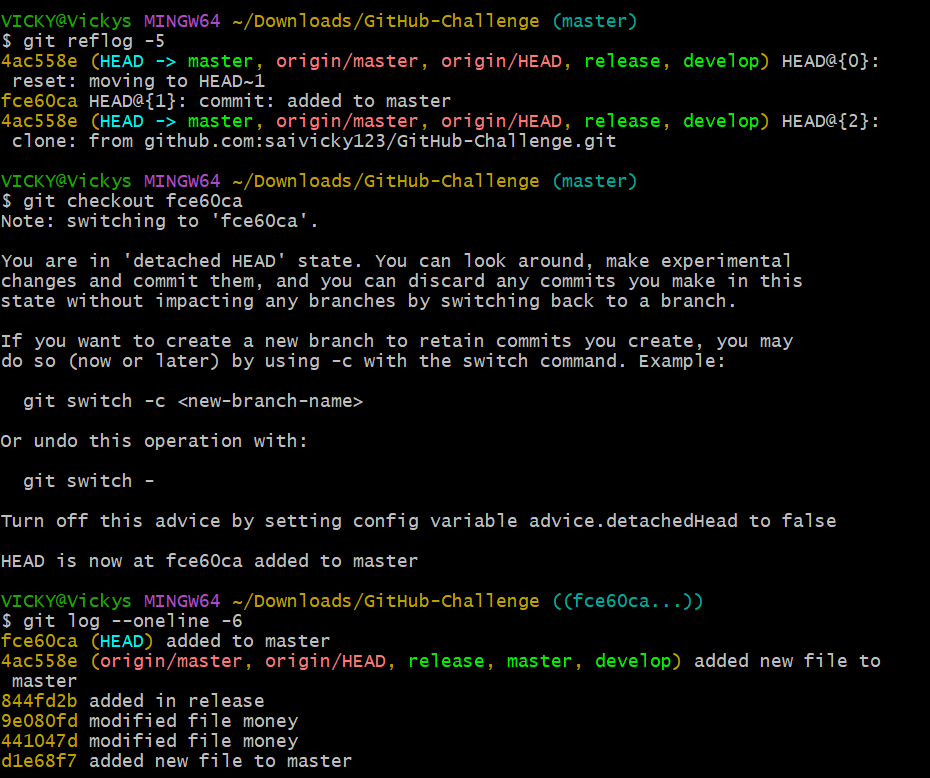 VICKY@Vickys MINGW64 ~/Downloads/GitHub-Challenge (master)
$ git reflog -5
4ac558e (HEAD -> master, origin/master, origin/HEAD, release, develop) HEAD@{0}:
 reset: moving to HEAD~1
fce60ca HEAD@{1}: commit: added to master
4ac558e (HEAD -> master, origin/master, origin/HEAD, release, develop) HEAD@{2}:
 clone: from github.com:saivicky123/GitHub-Challenge.git

VICKY@Vickys MINGW64 ~/Downloads/GitHub-Challenge (master)
$ git checkout fce60ca
Note: switching to 'fce60ca'.

You are in 'detached HEAD' state. You can look around, make experimental
changes and commit them, and you can discard any commits you make in this
state without impacting any branches by switching back to a branch.

If you want to create a new branch to retain commits you create, you may
do so (now or later) by using -c with the switch command. Example:

  git switch -c <new-branch-name>

Or undo this operation with:

  git switch -

Turn off this advice by setting config variable advice.detachedHead to false

HEAD is now at fce60ca added to master

VICKY@Vickys MINGW64 ~/Downloads/GitHub-Challenge ((fce60ca...))
$ git log --oneline -6
fce60ca (HEAD) added to master
4ac558e (origin/master, origin/HEAD, release, master, develop) added new file to
 master
844fd2b added in release
9e080fd modified file money
441047d modified file money
d1e68f7 added new file to master